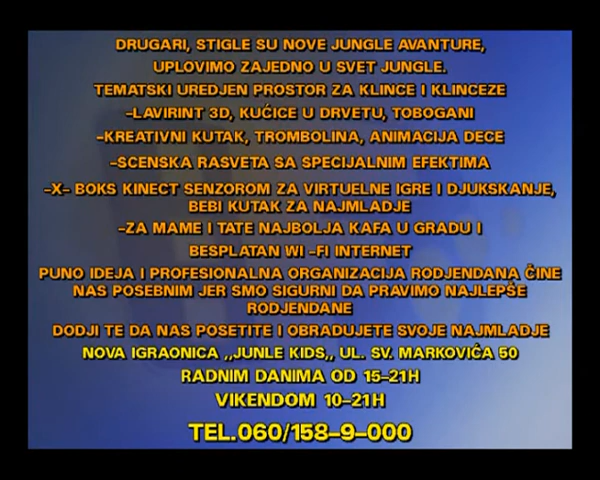 DRUGARI, STIGLE SU NOVE JUNGLE AVANTURE,
UPLOVIMO ZAJEDNO U SVET JUNGLE.
TEMATSKI UREDJEN PROSTOR ZA KLINCE I KLINCEZE
-LAVIRINT 3D, KUĆICE U DRVETU, TOBOGANI
-KREATIVNI KUTAK, TROMBOLINA, ANIMACIJA DECE
-SCENSKA RASVETA SA SPECIJALNIM EFEKTIMA
-X- BOKS KINECT SENZOROM ZA VIRTUELNE IGRE I DJUKSKANJE,
BEBI KUTAK ZA NAJMLADJE
-ZA MAME I TATE NAJBOLJA KAFA U GRADU I
BESPLATAN WI -FI INTERNET
PUNO IDEJA I PROFESIONALNA ORGANIZACIJA RODJENDANA ČINE
NAS POSEBNIM JER SMO SIGURNI DA PRAVIMO NAJLEPŠE
RODJENDANE
DODJI TE DA NAS POSETITE I OBRADUJETE SVOJE NAJMLADJE
NOVA IGRAONICA ,,JUNLE KIDS,, UL. SV. MARKOVIĆA 50
RADNIM DANIMA OD 15-21H
VIKENDOM 10-21H
TEL.060/158-9-000